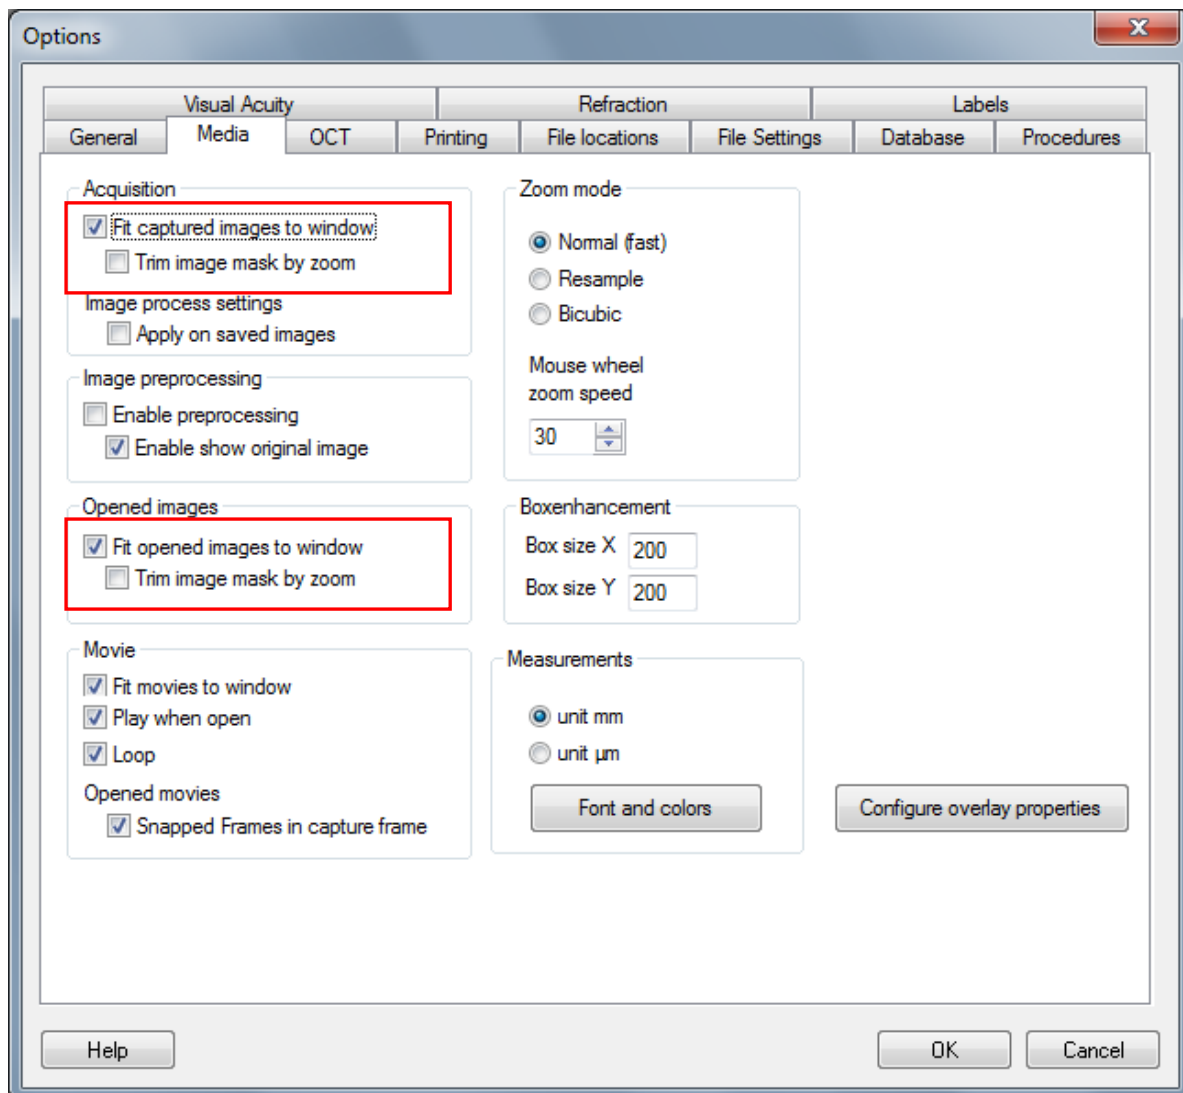 Options
Visual Acuity
Refraction
Labels
General
Media
OCT
Printing
File locations
File Settings
Database
Procedures
Acquisition
Fit captured images to window
Trim image mask by zoom
Image process settings
Apply on saved images
Image preprocessing
Enable preprocessing
Enable show original image
Opened images
Fit opened images to window
Trim image mask by zoom
Movie
Fit movies to window
Play when open
Loop
Opened movies
Snapped Frames in capture frame
Zoom mode
Normal (fast)
Resample
Bicubic
Mouse wheel
zoom speed
30
Boxenhancement
Box size X 200
Box size Y 200
Measurements
unit mm
unit µm
Font and colors
Configure overlay properties
Help
OK
Cancel